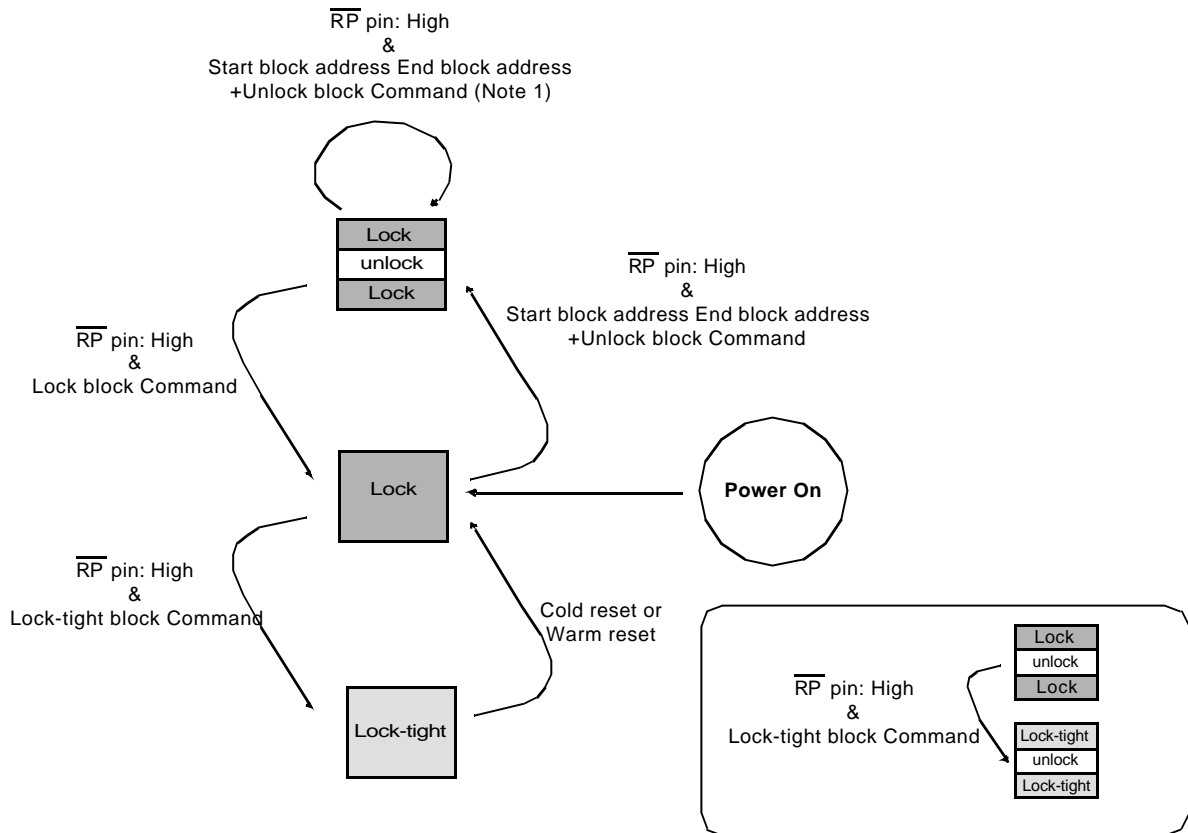 RP pin: High
&
Start block address End block address
+Unlock block Command (Note 1)
Lock
unlock
Lock
RP pin: High
&
Start block address End block address
+Unlock block Command
RP pin: High
&
Lock block Command
Lock
Power On
RP pin: High
&
Lock-tight block Command
Cold reset or
Warm reset
Lock-tight
RP pin: High
&
Lock-tight block Command
Lock
unlock
Lock
Lock-tight
unlock
Lock-tight